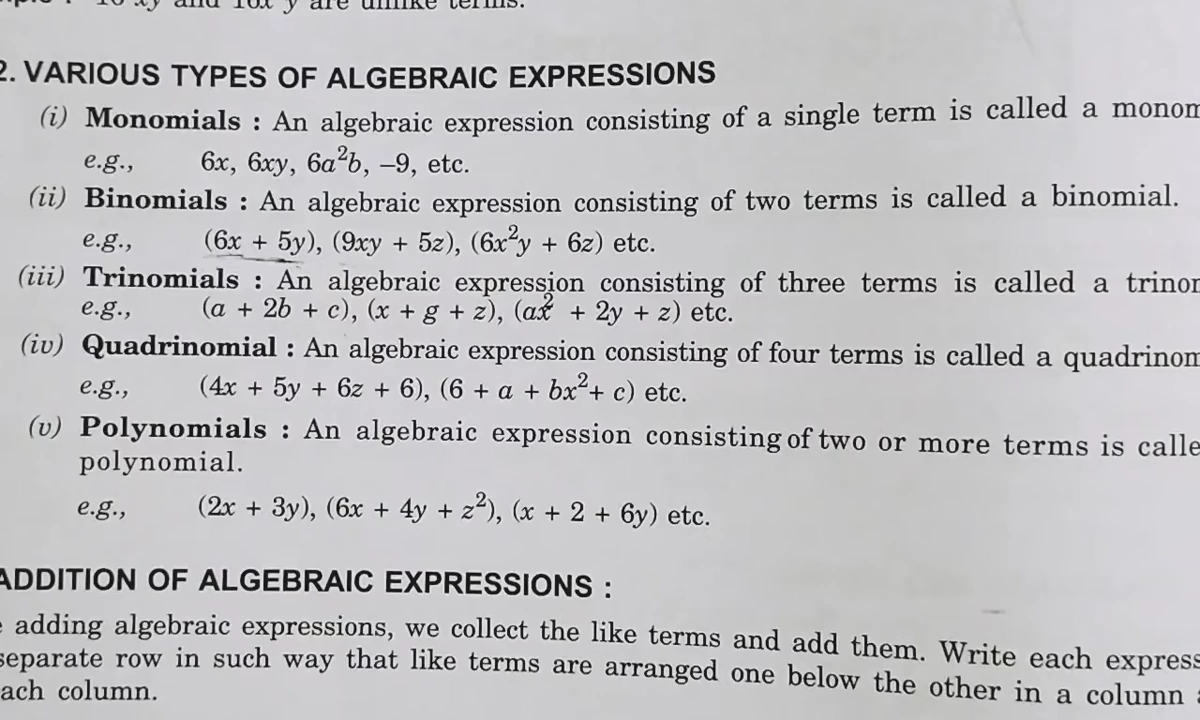 10 xy and 16x y are unlike terms.
2. VARIOUS TYPES OF ALGEBRAIC EXPRESSIONS
(i) Monomials : An algebraic expression consisting of a single term is called a monom
e.g., 6x, 6xy, 6a²b, –9, etc.
(ii) Binomials : An algebraic expression consisting of two terms is called a binomial.
e.g., (6x + 5y), (9xy + 5z), (6x²y + 6z) etc.
(iii) Trinomials : An algebraic expression consisting of three terms is called a trinor
e.g., (a + 2b + c), (x + g + z), (ax² + 2y + z) etc.
(iv) Quadrinomial : An algebraic expression consisting of four terms is called a quadrinom
e.g., (4x + 5y + 6z + 6), (6 + a + bx² + c) etc.
(v) Polynomials : An algebraic expression consisting of two or more terms is calle
polynomial.
e.g., (2x + 3y), (6x + 4y + z²), (x + 2 + 6y) etc.
ADDITION OF ALGEBRAIC EXPRESSIONS :
adding algebraic expressions, we collect the like terms and add them. Write each express
separate row in such way that like terms are arranged one below the other in a column
ach column.